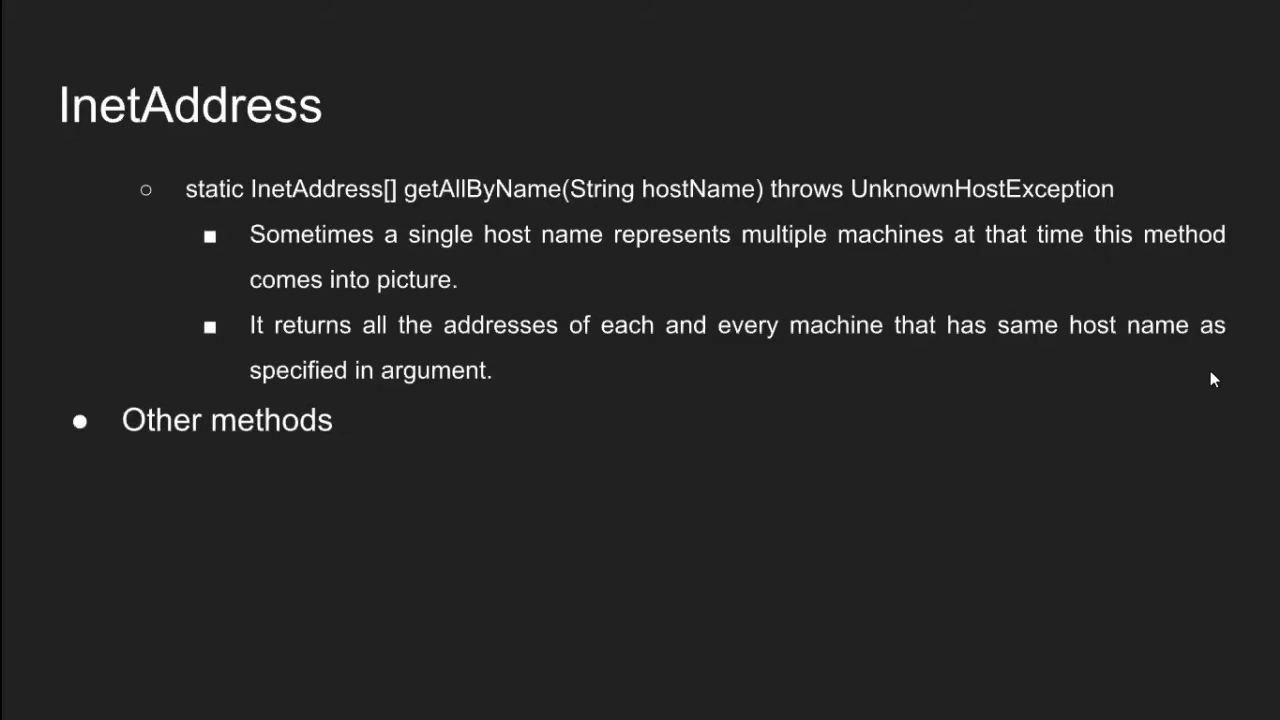 InetAddress
static InetAddress[] getAllByName(String hostName) throws UnknownHostException
Sometimes a single host name represents multiple machines at that time this method
comes into picture.
It returns all the addresses of each and every machine that has same host name as
specified in argument.
Other methods